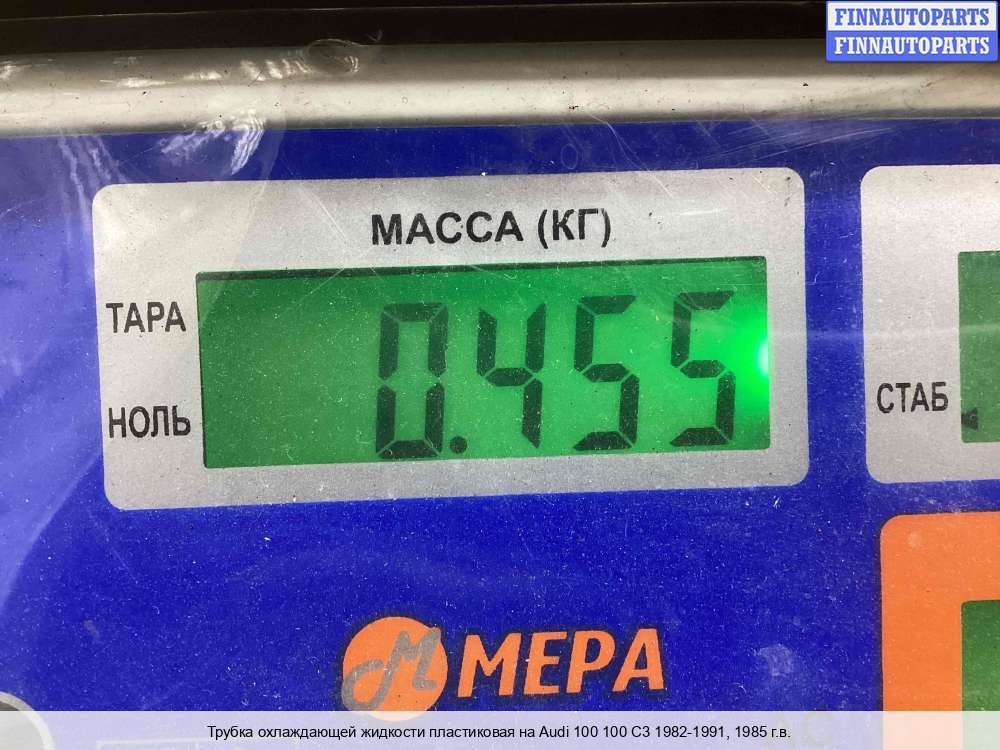 FINNAUTOPARTS
FINNAUTOPARTS
МАССА (КГ)
ТАРА
0.455
НОЛЬ
СТАБ
М МЕРА
Трубка охлаждающей жидкости пластиковая на Audi 100 100 C3 1982-1991, 1985 г.в.